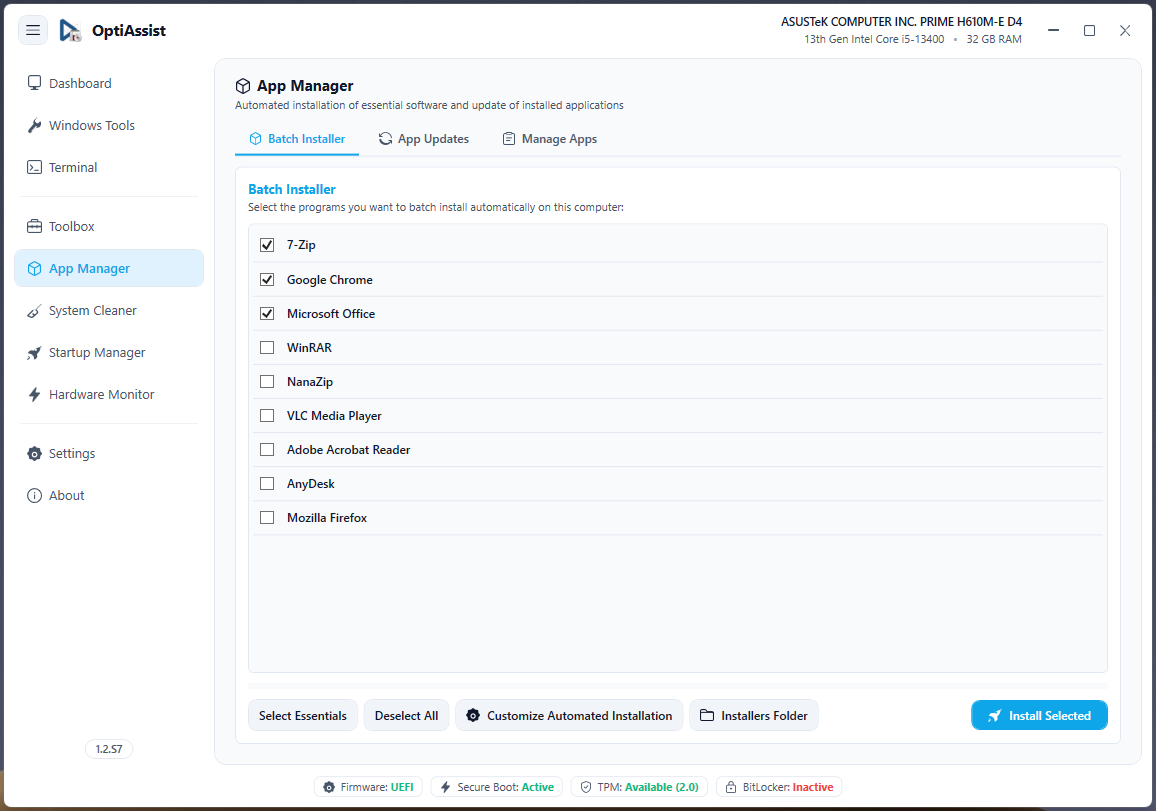 OptiAssist
ASUSTeK COMPUTER INC. PRIME H610M-E D4
13th Gen Intel Core i5-13400 • 32 GB RAM
Dashboard
Windows Tools
Terminal
Toolbox
App Manager
System Cleaner
Startup Manager
Hardware Monitor
Settings
About
1.2.S7
App Manager
Automated installation of essential software and update of installed applications
Batch Installer
App Updates
Manage Apps
Batch Installer
Select the programs you want to batch install automatically on this computer:
7-Zip
Google Chrome
Microsoft Office
WinRAR
NanaZip
VLC Media Player
Adobe Acrobat Reader
AnyDesk
Mozilla Firefox
Select Essentials
Deselect All
Customize Automated Installation
Installers Folder
Install Selected
Firmware: UEFI
Secure Boot: Active
TPM: Available (2.0)
BitLocker: Inactive